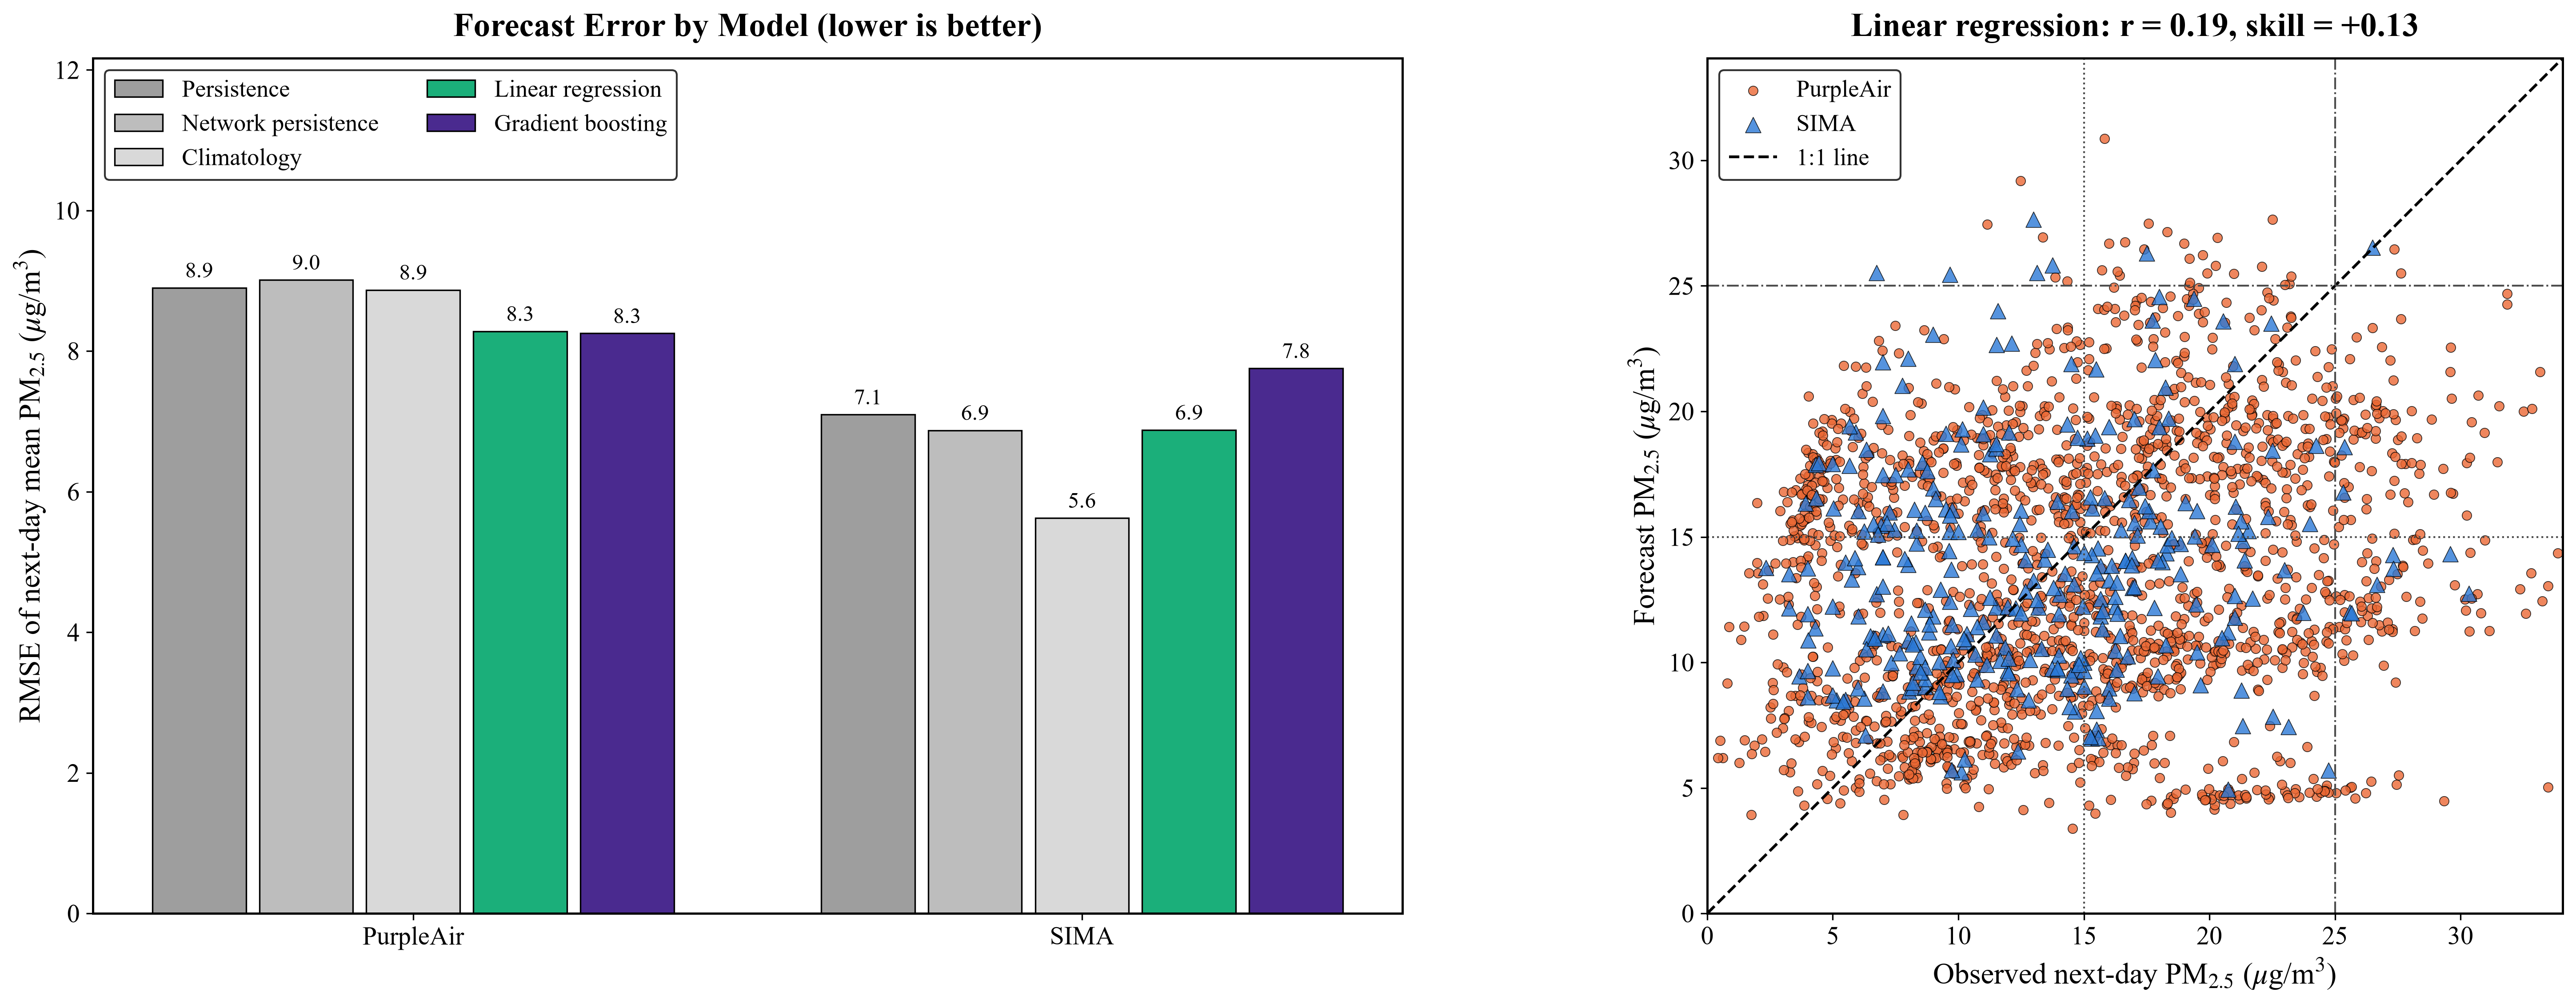 Forecast Error by Model (lower is better)
RMSE of next-day mean PM2.5 (μg/m³)
12
10
8
6
4
2
0
Persistence
Network persistence
Climatology
Linear regression
Gradient boosting
8.9
9.0
8.9
8.3
8.3
7.1
6.9
5.6
6.9
7.8
PurpleAir
SIMA
Linear regression: r = 0.19, skill = +0.13
Forecast PM2.5 (μg/m³)
30
25
20
15
10
5
0
PurpleAir
SIMA
1:1 line
0
5
10
15
20
25
30
Observed next-day PM2.5 (μg/m³)